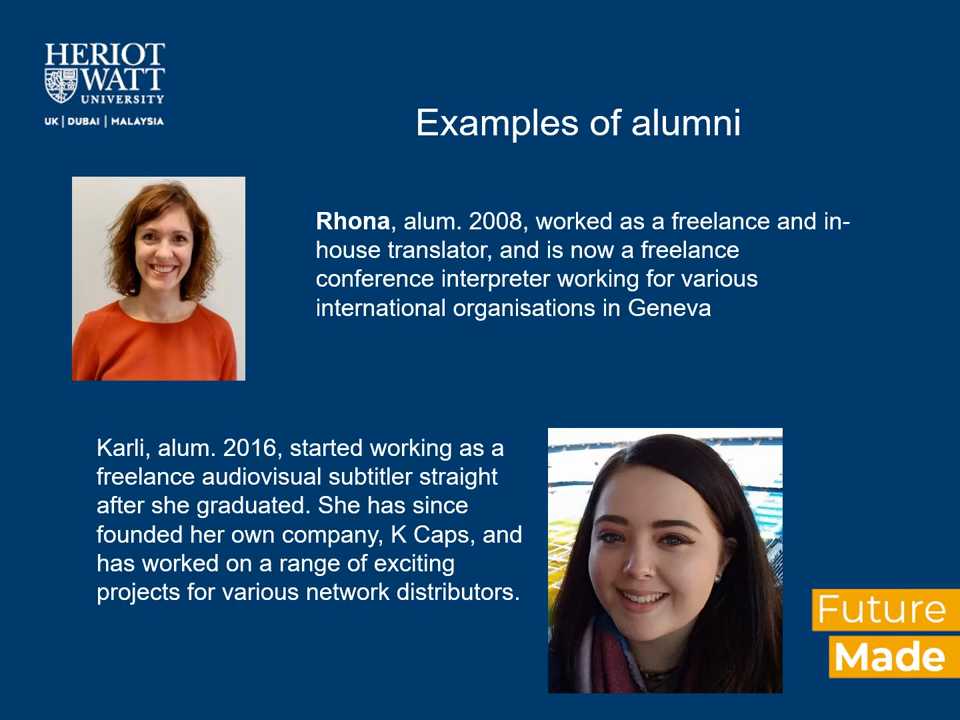 HERIOT
WATT
UNIVERSITY
UK | DUBAI | MALAYSIA
Examples of alumni
Rhona, alum. 2008, worked as a freelance and in-
house translator, and is now a freelance
conference interpreter working for various
international organisations in Geneva
Karli, alum. 2016, started working as a
freelance audiovisual subtitler straight
after she graduated. She has since
founded her own company, K Caps, and
has worked on a range of exciting
projects for various network distributors.
Future
Made